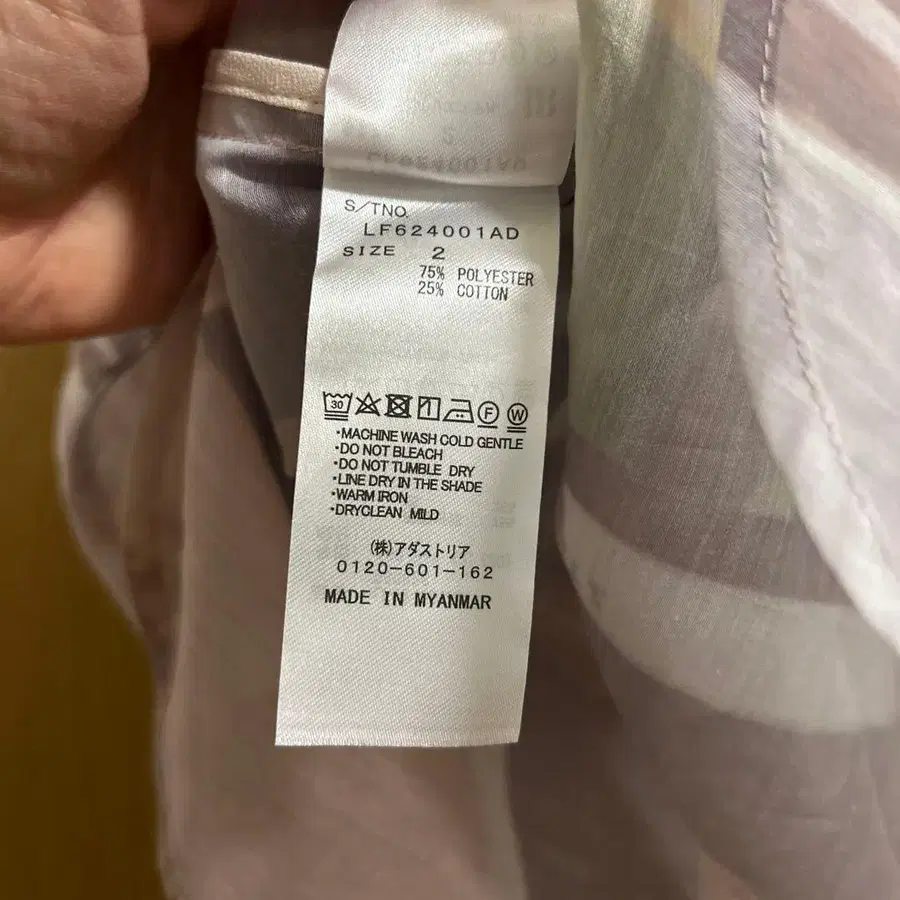 S/TNO.
LF624001AD
SIZE 2
75% POLYESTER
25% COTTON
30 F W
・MACHINE WASH COLD GENTLE
・DO NOT BLEACH
・DO NOT TUMBLE DRY
・LINE DRY IN THE SHADE
・WARM IRON
・DRYCLEAN MILD
(株)アダストリア
0120-601-162
MADE IN MYANMAR